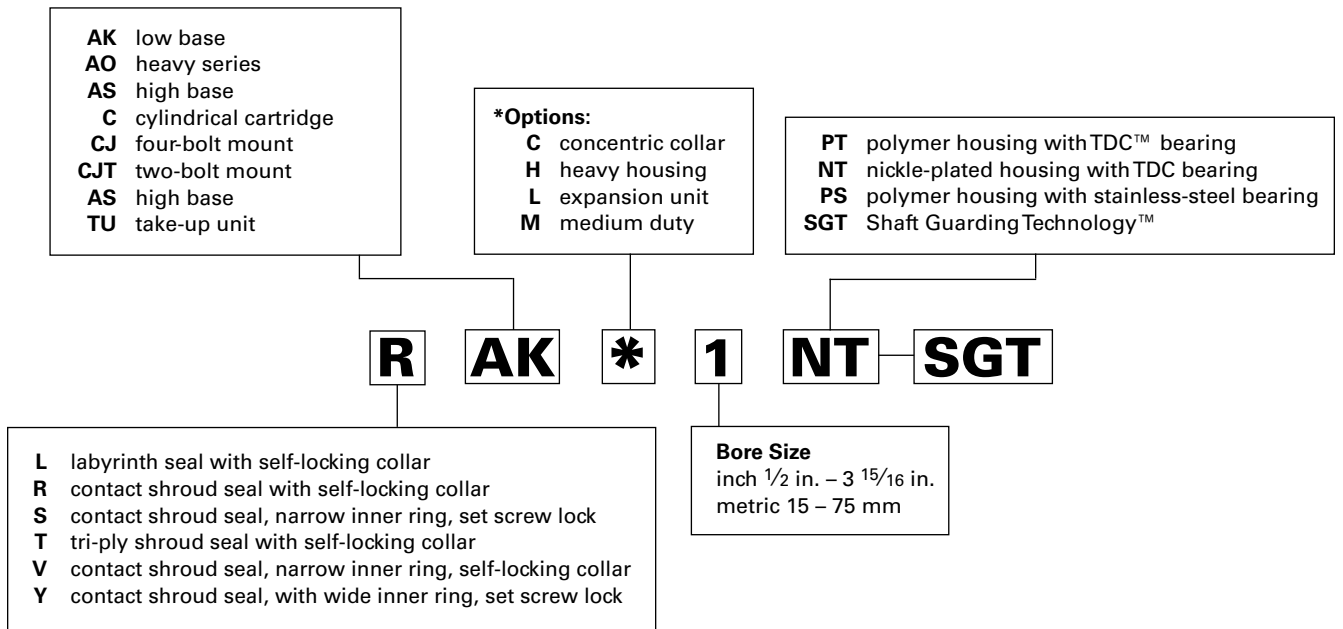 AK low base
AO heavy series
AS high base
C cylindrical cartridge
CJ four-bolt mount
CJT two-bolt mount
AS high base
TU take-up unit
*Options:
C concentric collar
H heavy housing
L expansion unit
M medium duty
PT polymer housing with TDC™ bearing
NT nickle-plated housing with TDC bearing
PS polymer housing with stainless-steel bearing
SGT Shaft Guarding Technology™
R AK * 1 NT SGT
L labyrinth seal with self-locking collar
R contact shroud seal with self-locking collar
S contact shroud seal, narrow inner ring, set screw lock
T tri-ply shroud seal with self-locking collar
V contact shroud seal, narrow inner ring, self-locking collar
Y contact shroud seal, with wide inner ring, set screw lock
Bore Size
inch 1/2 in. – 3 15/16 in.
metric 15 – 75 mm